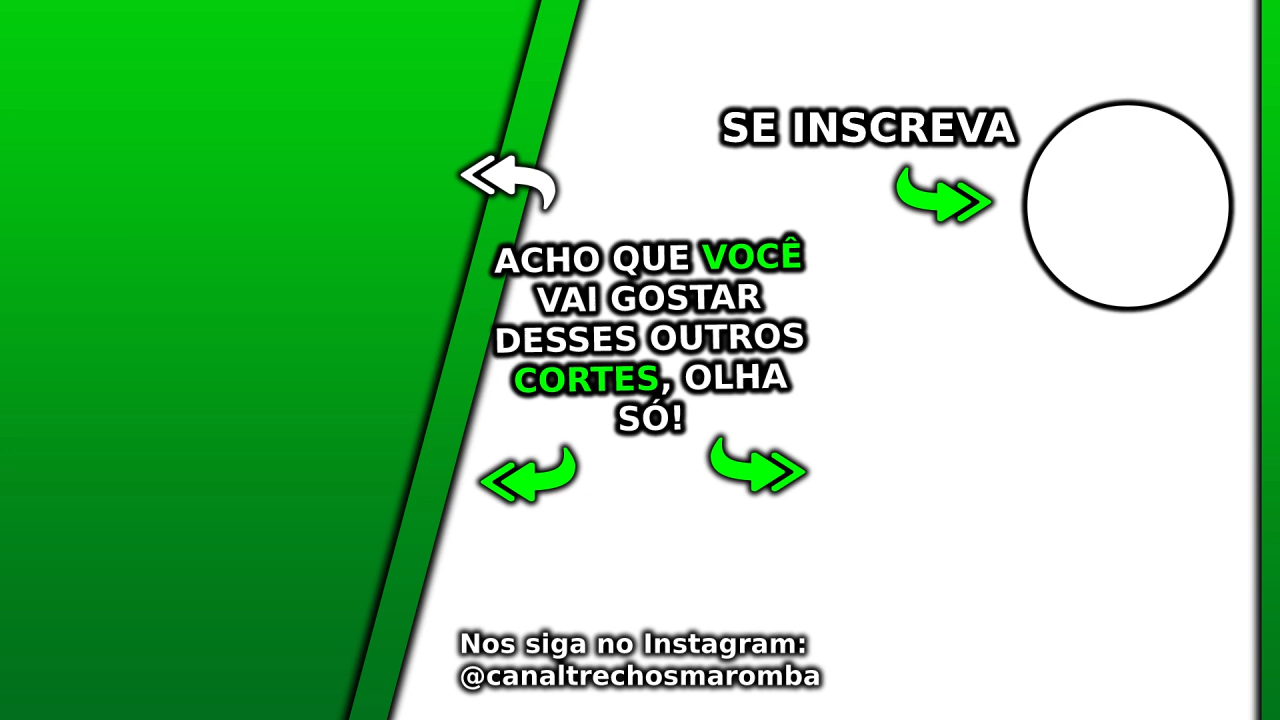 SE INSCREVA
ACHO QUE VOCÊ
VAI GOSTAR
DESSES OUTROS
CORTES, OLHA
SÓ!
Nos siga no Instagram:
@canaltrechosmaromba